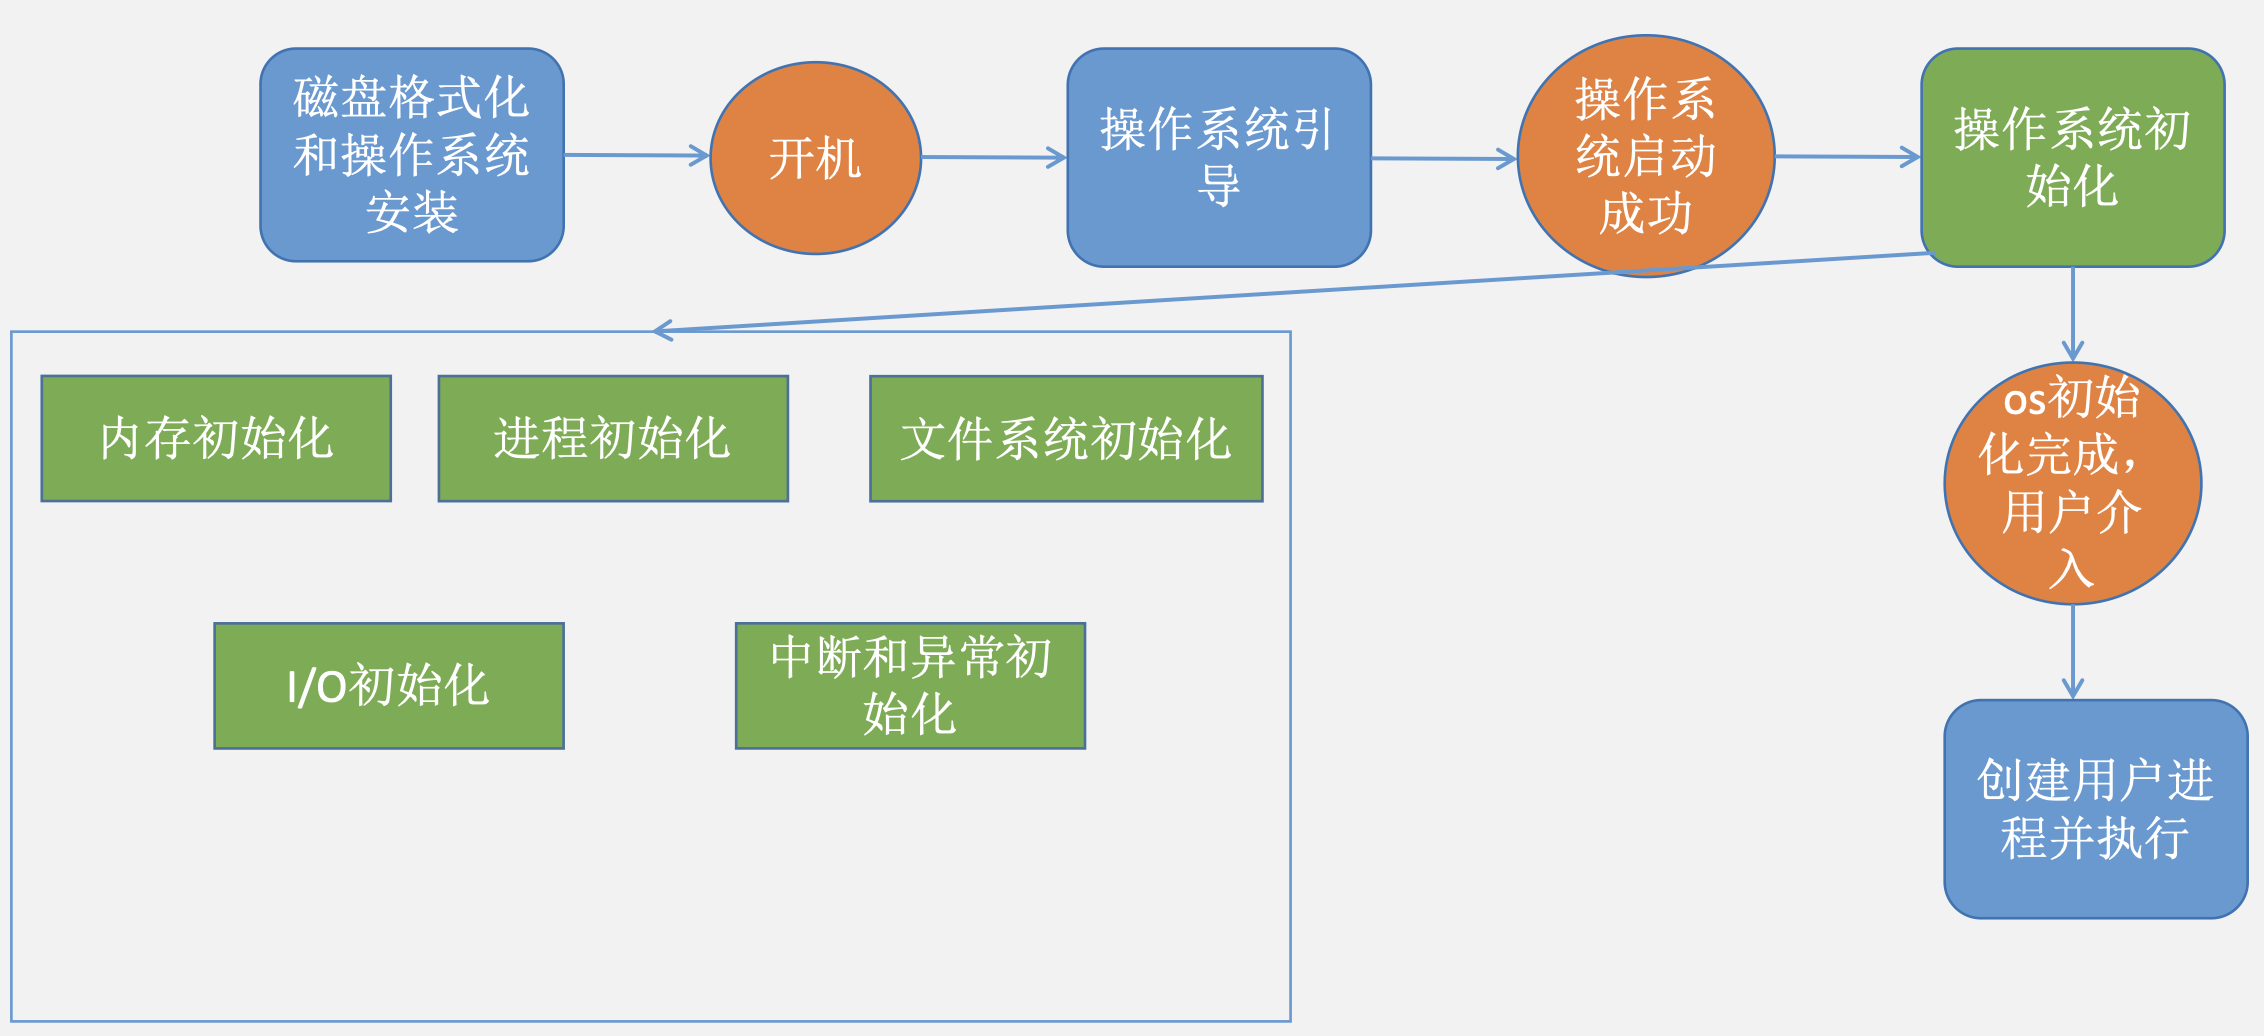 磁盘格式化
和操作系统
安装
开机
操作系统引
导
操作系
统启动
成功
操作系统初
始化
内存初始化
进程初始化
文件系统初始化
I/O初始化
中断和异常初
始化
os初始
化完成，
用户介
入
创建用户进
程并执行